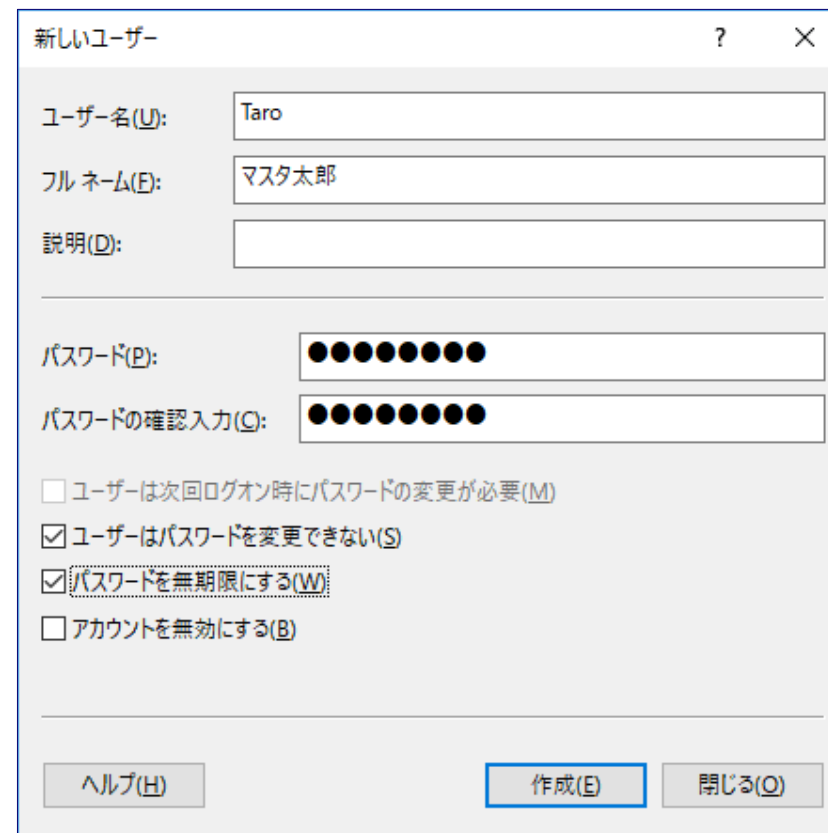 新しいユーザー ? ×
ユーザー名(U): Taro
フル ネーム(F): マスタ太郎
説明(D):
パスワード(P): ●●●●●●●●
パスワードの確認入力(C): ●●●●●●●●
ユーザーは次回ログオン時にパスワードの変更が必要(M)
ユーザーはパスワードを変更できない(S)
パスワードを無期限にする(W)
アカウントを無効にする(B)
ヘルプ(H) 作成(E) 閉じる(O)